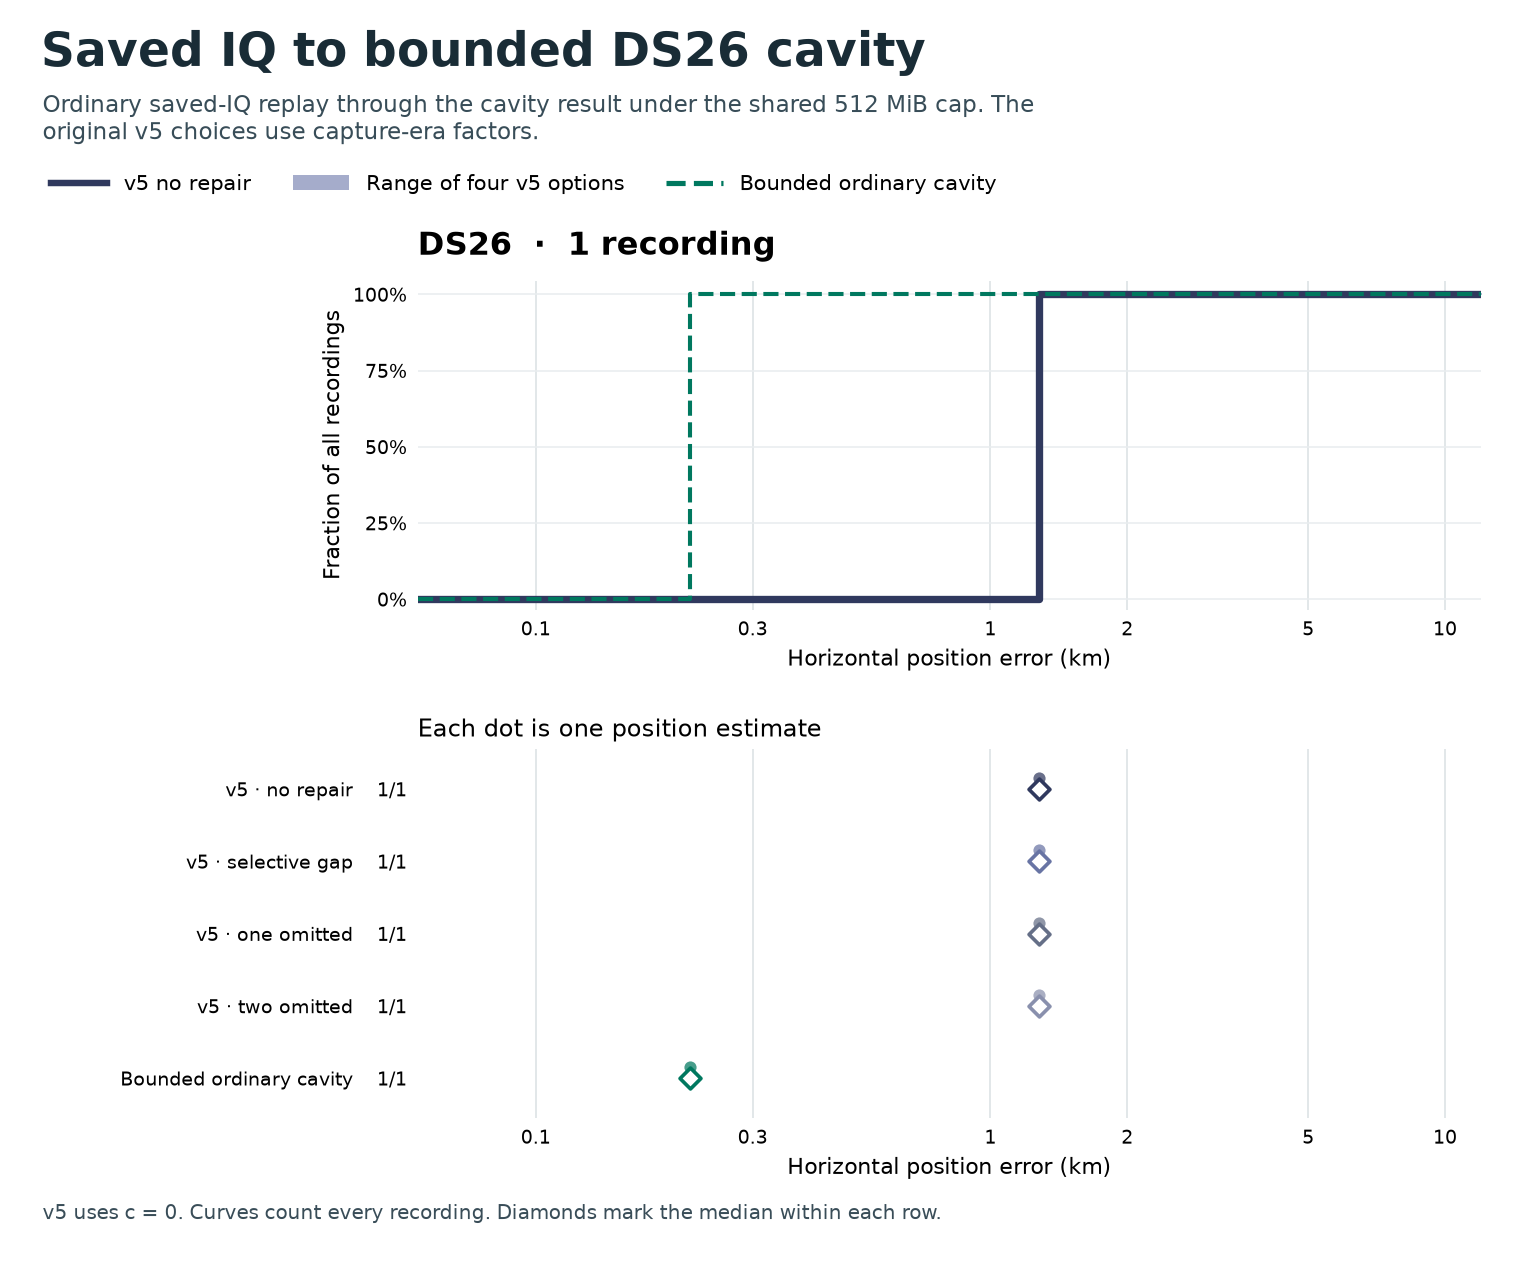 Saved IQ to bounded DS26 cavity
Ordinary saved-IQ replay through the cavity result under the shared 512 MiB cap. The
original v5 choices use capture-era factors.
v5 no repair
Range of four v5 options
Bounded ordinary cavity
DS26 · 1 recording
Fraction of all recordings
100%
75%
50%
25%
0%
0.1 0.3 1 2 5 10
Horizontal position error (km)
Each dot is one position estimate
v5 · no repair 1/1
v5 · selective gap 1/1
v5 · one omitted 1/1
v5 · two omitted 1/1
Bounded ordinary cavity 1/1
0.1 0.3 1 2 5 10
Horizontal position error (km)
v5 uses c = 0. Curves count every recording. Diamonds mark the median within each row.